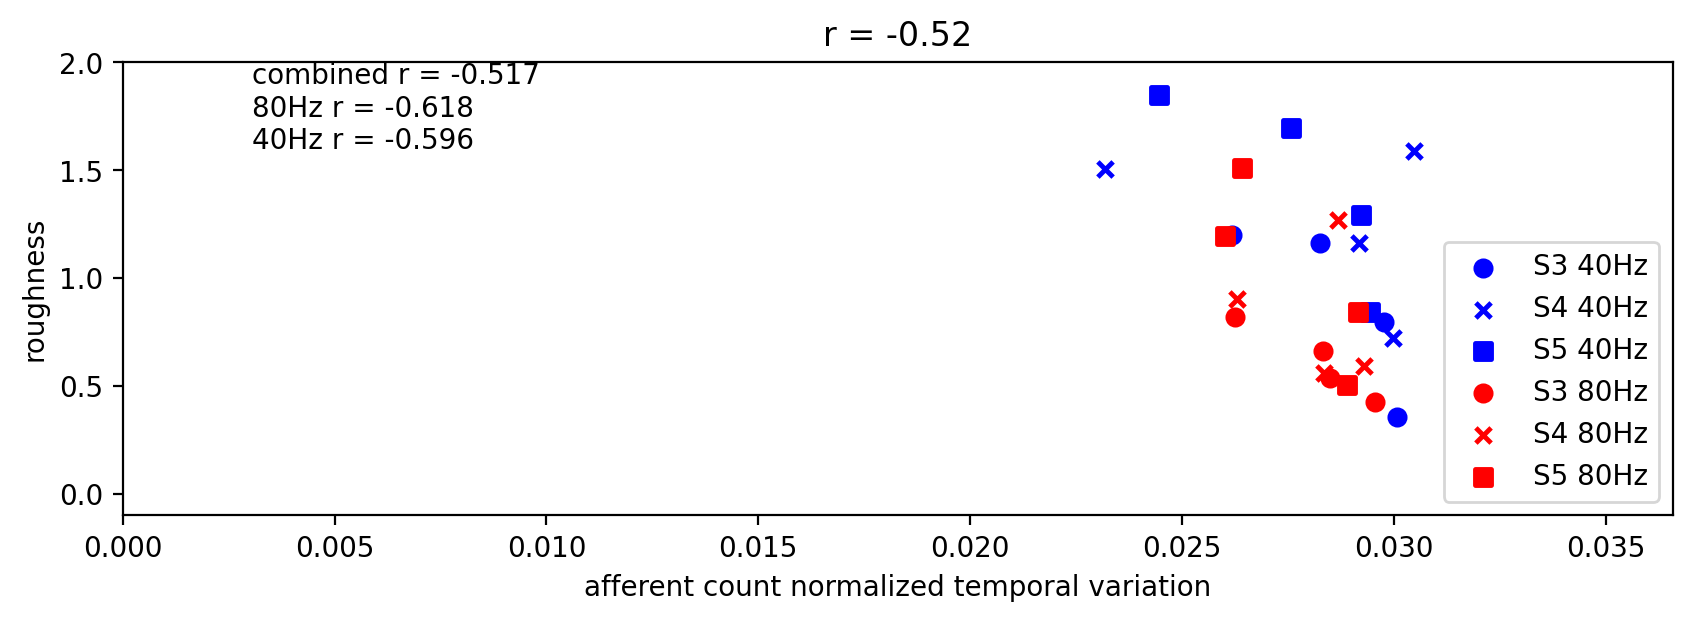 r = -0.52
combined r = -0.517
80Hz r = -0.618
40Hz r = -0.596
roughness
2.0
1.5
1.0
0.5
0.0
S3 40Hz
S4 40Hz
S5 40Hz
S3 80Hz
S4 80Hz
S5 80Hz
0.000 0.005 0.010 0.015 0.020 0.025 0.030 0.035
afferent count normalized temporal variation